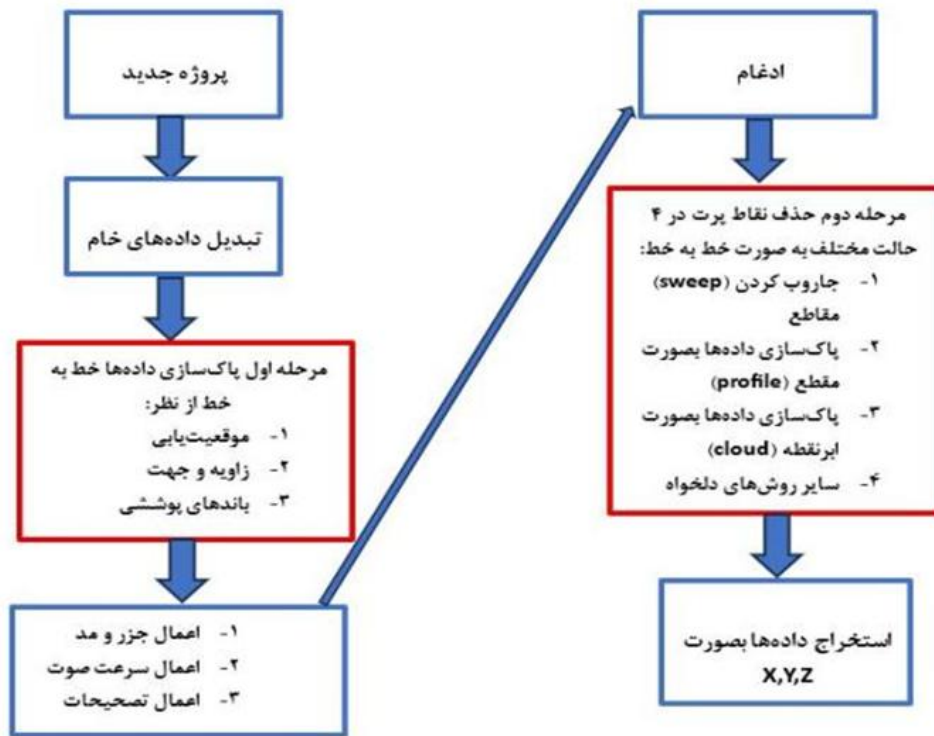 پروژه جدید
تبدیل داده‌های خام
مرحله اول پاک‌سازی داده‌ها خط به
خط از نظر:
۱- موقعیت‌یابی
۲- زاویه و جهت
۳- باندهای پوششی
۱- اعمال جزر و مد
۲- اعمال سرعت صوت
۳- اعمال تصحیحات
ادغام
مرحله دوم حذف نقاط پرت در ۴
حالت مختلف به صورت خط به خط:
۱- جاروب کردن (sweep)
مقاطع
۲- پاک‌سازی داده‌ها بصورت
مقطع (profile)
۳- پاک‌سازی داده‌ها بصورت
ابرنقطه (cloud)
۴- سایر روش‌های دلخواه
استخراج داده‌ها بصورت
X,Y,Z